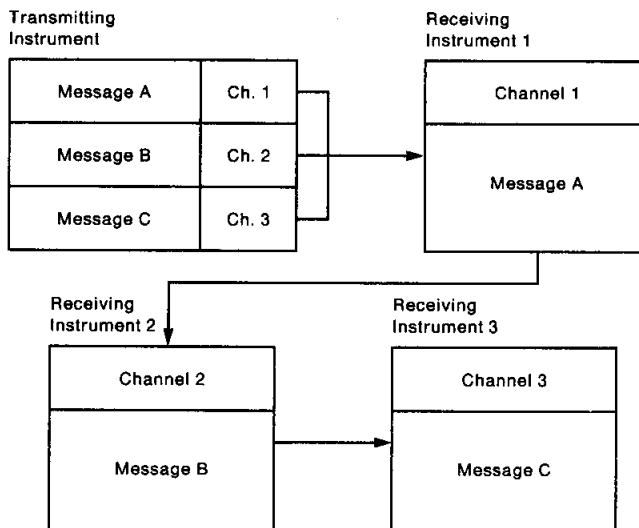 Transmitting
Instrument
Message A
Ch. 1
Message B
Ch. 2
Message C
Ch. 3
Receiving
Instrument 1
Channel 1
Message A
Receiving
Instrument 2
Channel 2
Message B
Receiving
Instrument 3
Channel 3
Message C